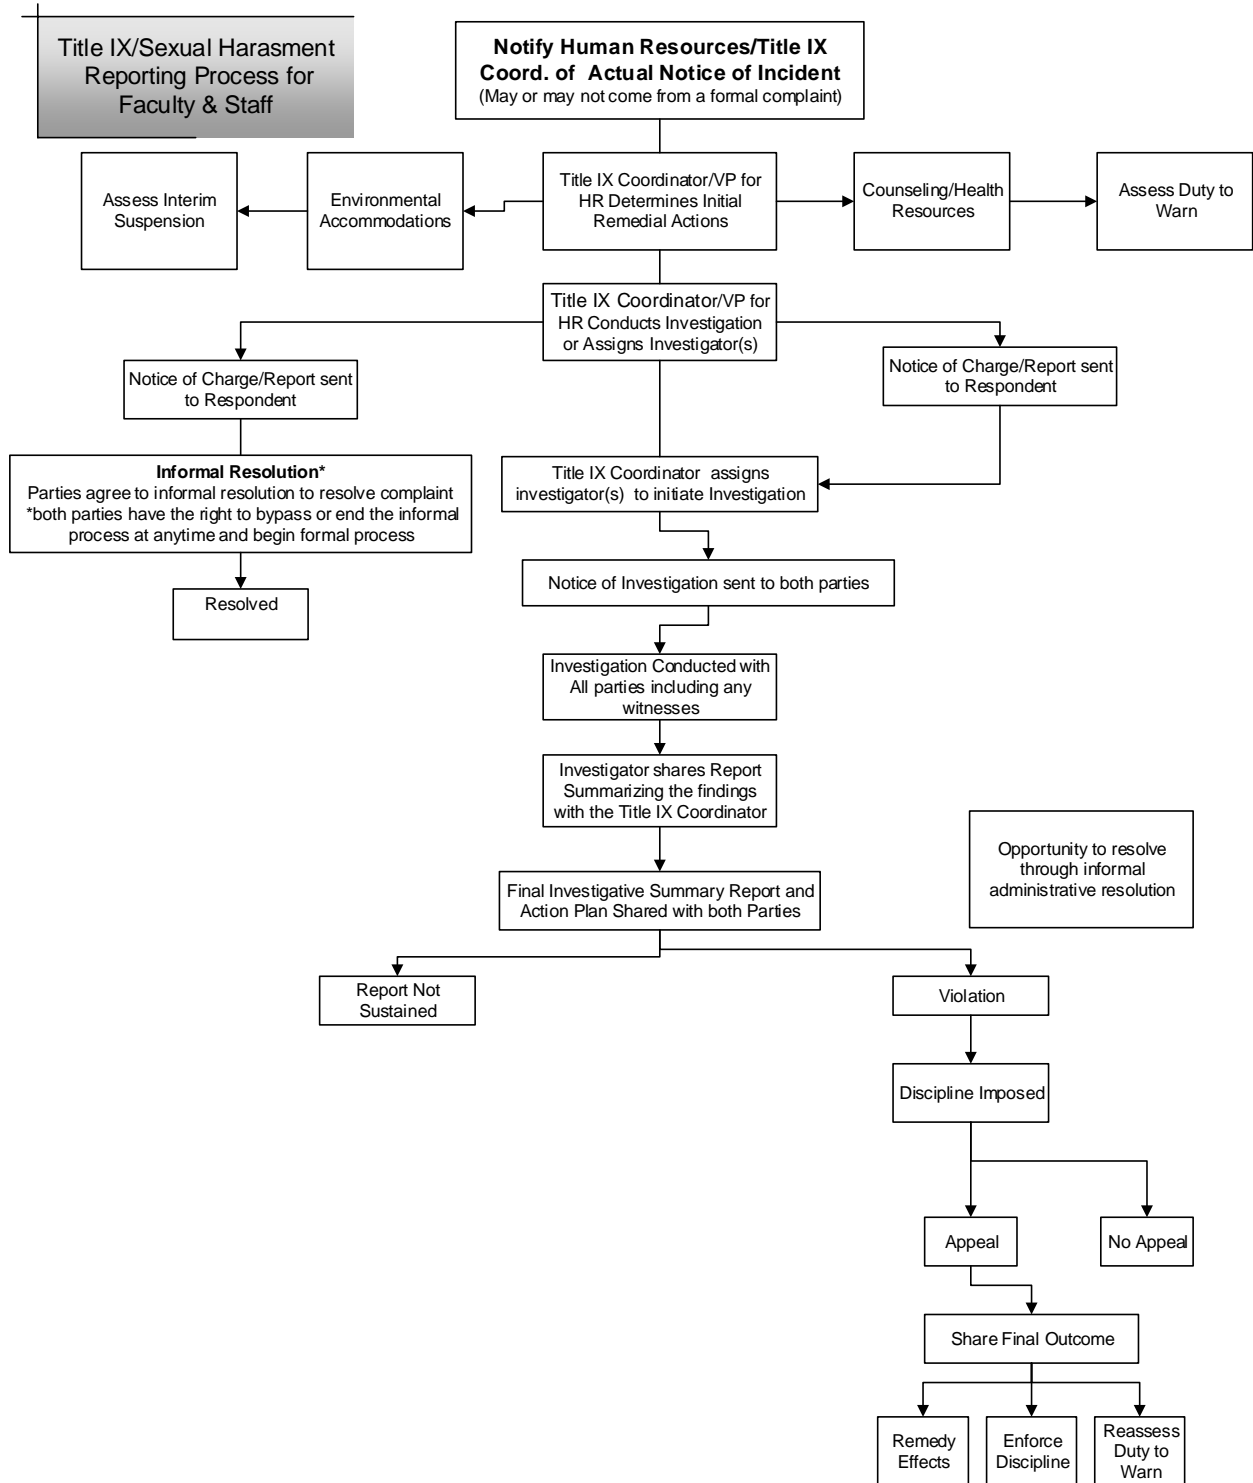 Title IX/Sexual Harasment
Reporting Process for
Faculty & Staff
Notify Human Resources/Title IX
Coord. of Actual Notice of Incident
(May or may not come from a formal complaint)
Assess Interim
Suspension
Environmental
Accommodations
Title IX Coordinator/VP for
HR Determines Initial
Remedial Actions
Counseling/Health
Resources
Assess Duty to
Warn
Title IX Coordinator/VP for
HR Conducts Investigation
or Assigns Investigator(s)
Notice of Charge/Report sent
to Respondent
Notice of Charge/Report sent
to Respondent
Informal Resolution*
Parties agree to informal resolution to resolve complaint
*both parties have the right to bypass or end the informal
process at anytime and begin formal process
Title IX Coordinator assigns
investigator(s) to initiate Investigation
Resolved
Notice of Investigation sent to both parties
Investigation Conducted with
All parties including any
witnesses
Investigator shares Report
Summarizing the findings
with the Title IX Coordinator
Opportunity to resolve
through informal
administrative resolution
Final Investigative Summary Report and
Action Plan Shared with both Parties
Report Not
Sustained
Violation
Discipline Imposed
Appeal
No Appeal
Share Final Outcome
Remedy
Effects
Enforce
Discipline
Reassess
Duty to
Warn